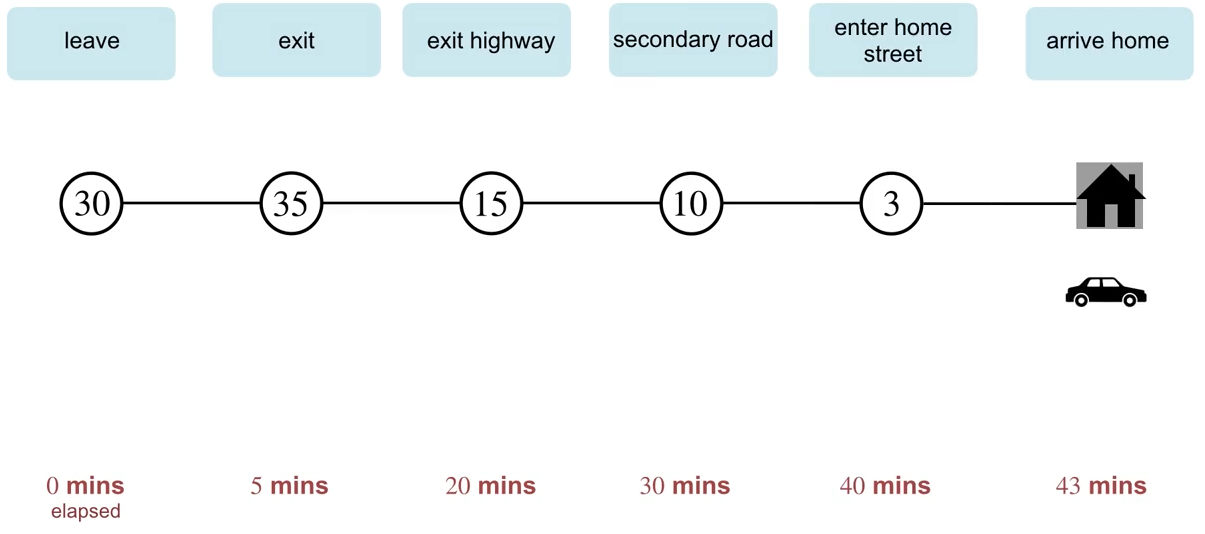 leave
exit
exit highway
secondary road
enter home
street
arrive home
30
35
15
10
3
0 mins
elapsed
5 mins
20 mins
30 mins
40 mins
43 mins